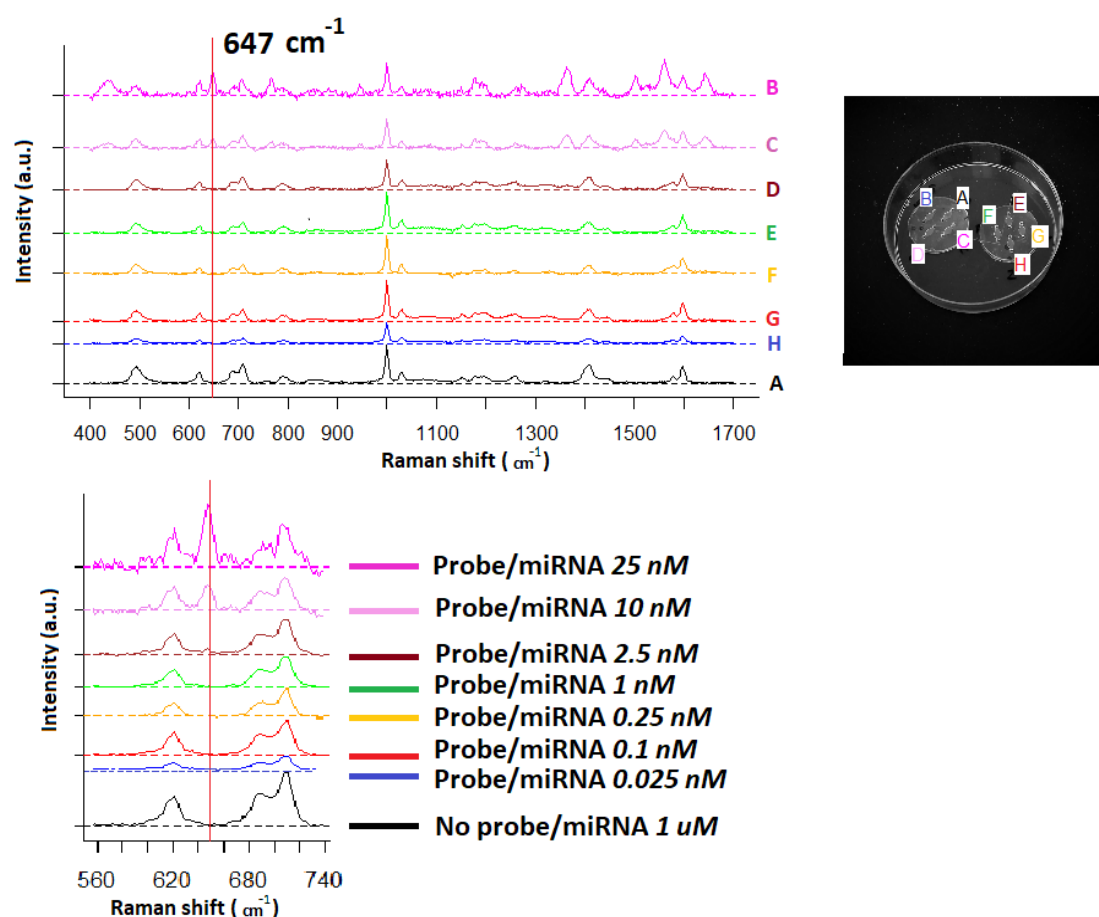 647 cm-1
B
C
D
E
F
G
H
A
Intensity (a.u.)
400 500 600 700 800 900 1100 1300 1500 1700
Raman shift ( cm-1)
B A
F E
C G
D H
Intensity (a.u.)
Probe/miRNA 25 nM
Probe/miRNA 10 nM
Probe/miRNA 2.5 nM
Probe/miRNA 1 nM
Probe/miRNA 0.25 nM
Probe/miRNA 0.1 nM
Probe/miRNA 0.025 nM
No probe/miRNA 1 uM
560 620 680 740
Raman shift ( cm-1)